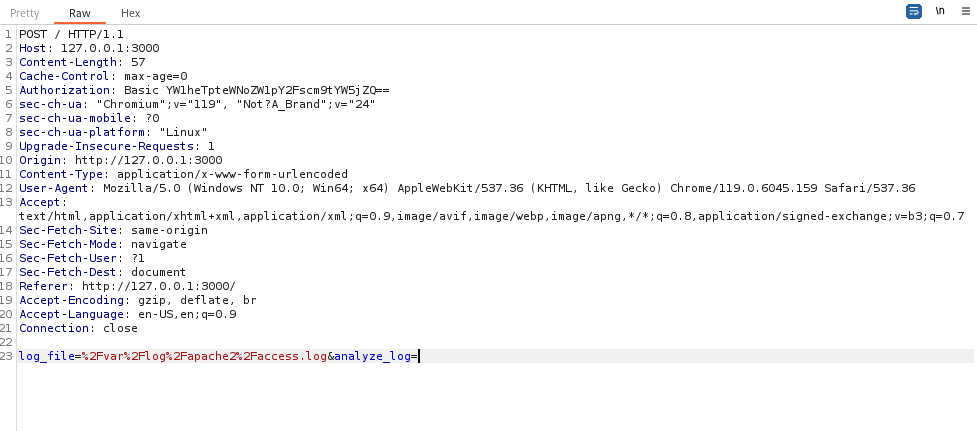 Pretty Raw Hex \n
1 POST / HTTP/1.1
2 Host: 127.0.0.1:3000
3 Content-Length: 57
4 Cache-Control: max-age=0
5 Authorization: Basic YW1heTpteWNoZW1pY2Fscm9tYW5jZQ==
6 sec-ch-ua: "Chromium";v="119", "Not?A_Brand";v="24"
7 sec-ch-ua-mobile: ?0
8 sec-ch-ua-platform: "Linux"
9 Upgrade-Insecure-Requests: 1
10 Origin: http://127.0.0.1:3000
11 Content-Type: application/x-www-form-urlencoded
12 User-Agent: Mozilla/5.0 (Windows NT 10.0; Win64; x64) AppleWebKit/537.36 (KHTML, like Gecko) Chrome/119.0.6045.159 Safari/537.36
13 Accept:
text/html,application/xhtml+xml,application/xml;q=0.9,image/avif,image/webp,image/apng,*/*;q=0.8,application/signed-exchange;v=b3;q=0.7
14 Sec-Fetch-Site: same-origin
15 Sec-Fetch-Mode: navigate
16 Sec-Fetch-User: ?1
17 Sec-Fetch-Dest: document
18 Referer: http://127.0.0.1:3000/
19 Accept-Encoding: gzip, deflate, br
20 Accept-Language: en-US,en;q=0.9
21 Connection: close
22
23 log_file=%2Fvar%2Flog%2Fapache2%2Faccess.log&analyze_log=